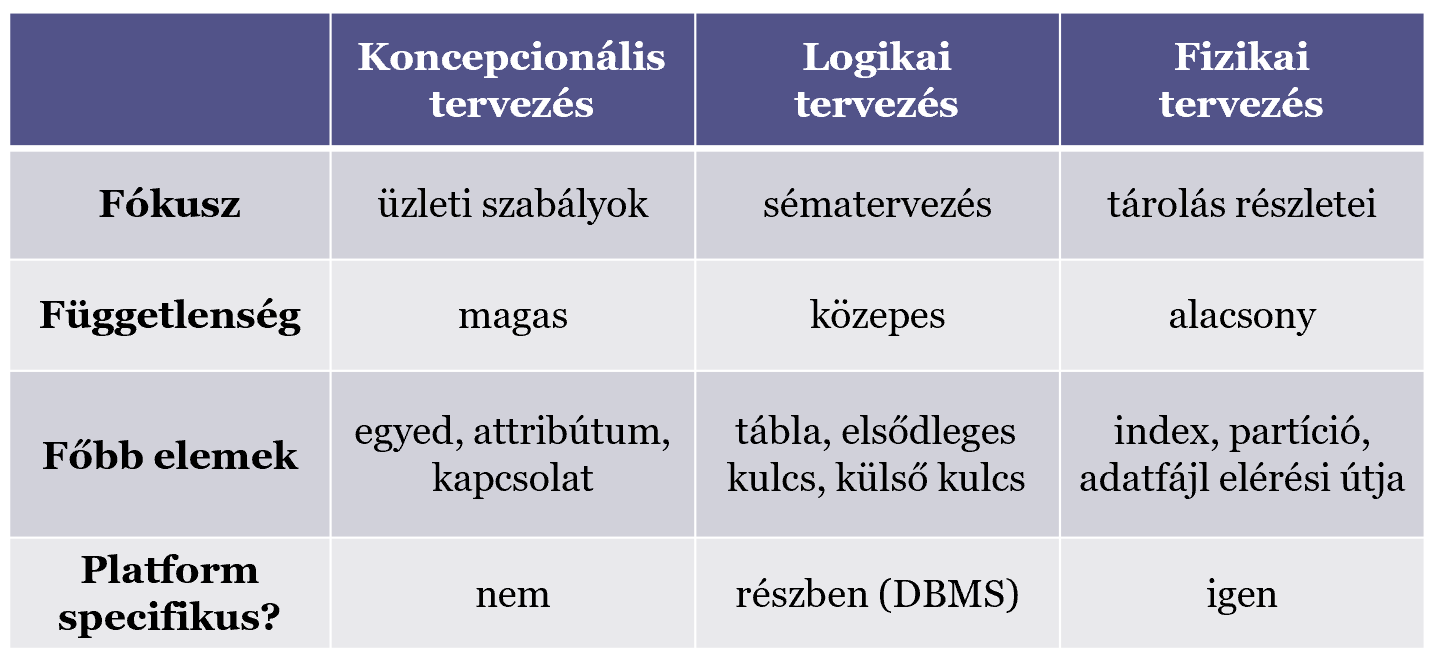 Koncepcionális
tervezés
Logikai
tervezés
Fizikai
tervezés
Fókusz
üzleti szabályok
sématervezés
tárolás részletei
Függetlenség
magas
közepes
alacsony
Főbb elemek
egyed, attribútum,
kapcsolat
tábla, elsődleges
kulcs, külső kulcs
index, partíció,
adatfájl elérési útja
Platform
specifikus?
nem
részben (DBMS)
igen